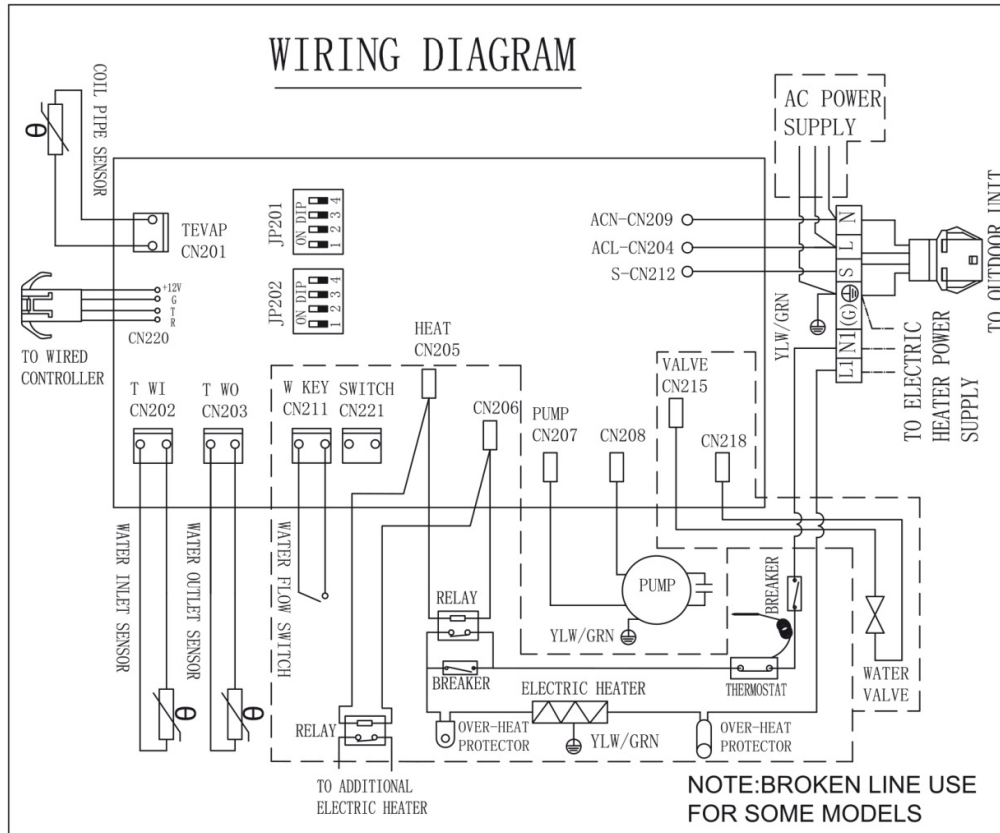 WIRING DIAGRAM
COIL PIPE SENSOR
θ
TEVAP
CN201
JP201
ON DIP
1 2 3 4
JP202
ON DIP
1 2 3 4
AC POWER
SUPPLY
ACN-CN209
ACL-CN204
S-CN212
N
L
S
(G)
N1
L1
YLW/GRN
TO OUTDOOR UNIT
TO ELECTRIC
HEATER POWER
SUPPLY
+12V
G
T
R
CN220
TO WIRED
CONTROLLER
T WI
CN202
T WO
CN203
W KEY
CN211
SWITCH
CN221
HEAT
CN205
CN206
PUMP
CN207
CN208
VALVE
CN215
CN218
WATER INLET SENSOR
θ
WATER OUTLET SENSOR
θ
WATER FLOW SWITCH
RELAY
BREAKER
PUMP
YLW/GRN
BREAKER
THERMOSTAT
WATER
VALVE
RELAY
TO ADDITIONAL
ELECTRIC HEATER
OVER-HEAT
PROTECTOR
ELECTRIC HEATER
YLW/GRN
OVER-HEAT
PROTECTOR
NOTE:BROKEN LINE USE
FOR SOME MODELS